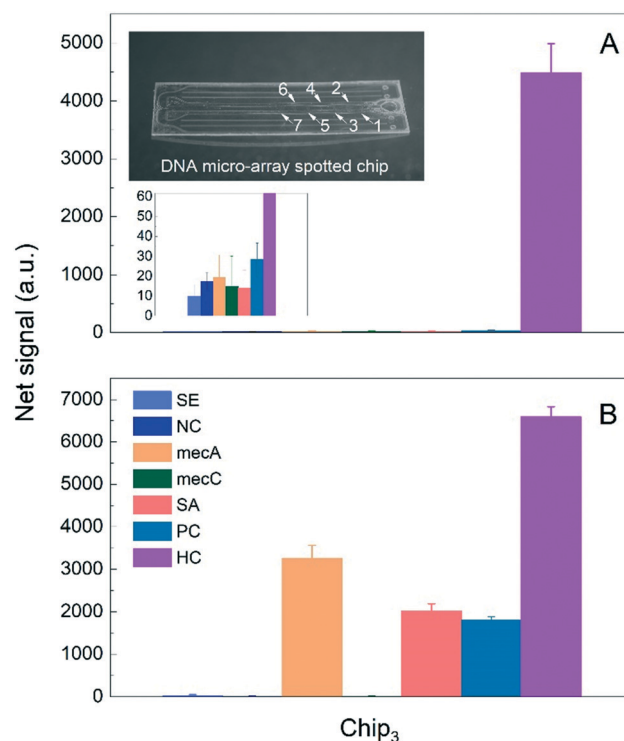 A
5000
4000
3000
2000
1000
0
6 4 2
7 5 3 1
DNA micro-array spotted chip
60
50
40
30
20
10
0
Net signal (a.u.)
B
7000
6000
5000
4000
3000
2000
1000
0
SE
NC
mecA
mecC
SA
PC
HC
Chip₃